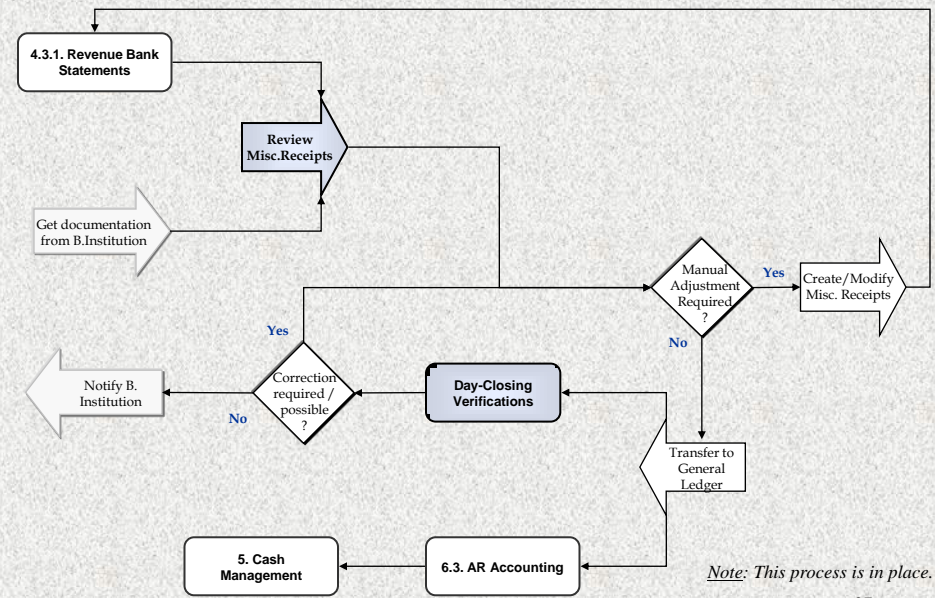 4.3.1. Revenue Bank
Statements
Review
Misc.Receipts
Get documentation
from B.Institution
Manual
Adjustment
Required
?
Yes
Create/Modify
Misc. Receipts
No
Yes
Correction
required /
possible
?
No
Notify B.
Institution
Day-Closing
Verifications
Transfer to
General
Ledger
5. Cash
Management
6.3. AR Accounting
Note: This process is in place.